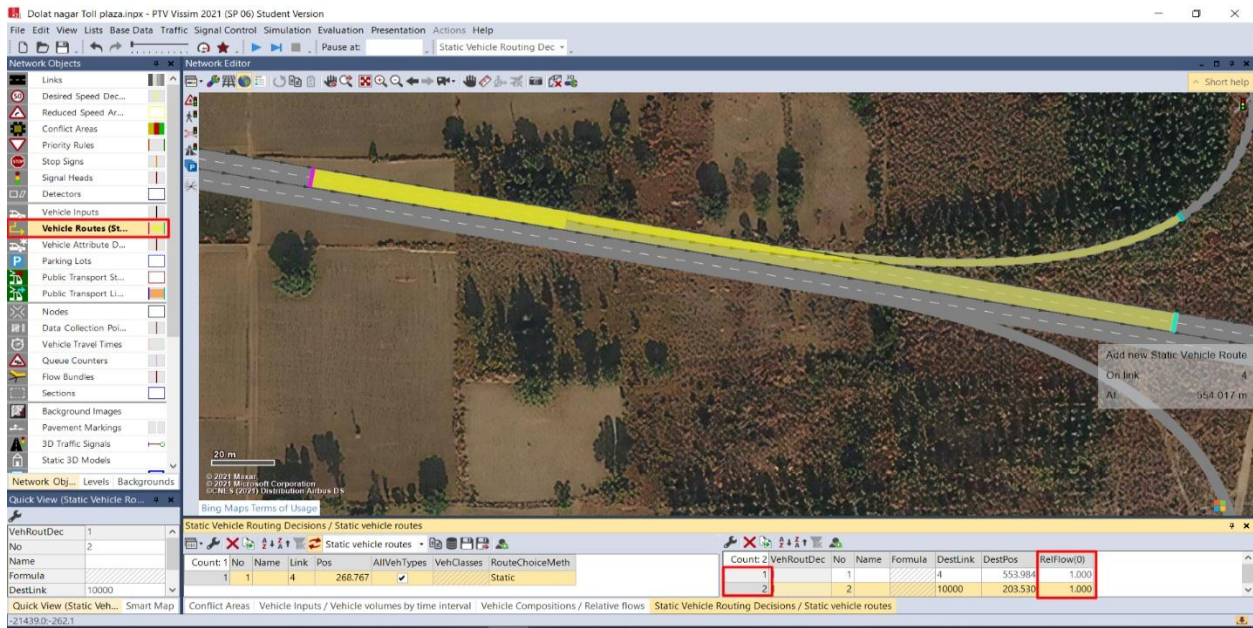 Dolat nagar Toll plaza.inpx - PTV Vissim 2021 (SP 06) Student Version
File Edit View Lists Base Data Traffic Signal Control Simulation Evaluation Presentation Actions Help
Pause at: Static Vehicle Routing Dec
Network Objects
Network Editor
Short help
Links
Desired Speed Dec...
Reduced Speed Ar...
Conflict Areas
Priority Rules
Stop Signs
Signal Heads
Detectors
Vehicle Inputs
Vehicle Routes (St...
Vehicle Attribute D...
Parking Lots
Public Transport St...
Public Transport Li...
Nodes
Data Collection Poi...
Vehicle Travel Times
Queue Counters
Flow Bundles
Sections
Background Images
Pavement Markings
3D Traffic Signals
Static 3D Models
Network Obj... Levels Backgrounds
Add new Static Vehicle Route
On link 4
At 554.017 m
20 m
© 2021 Maxar
© 2021 Microsoft Corporation
©CNES (2021) Distribution Airbus DS
Bing Maps Terms of Usage
Quick View (Static Vehicle Ro...
VehRoutDec 1
No 2
Name
Formula
DestLink 10000
Quick View (Static Veh... Smart Map
Static Vehicle Routing Decisions / Static vehicle routes
Static vehicle routes
Count: 1 No Name Link Pos AllVehTypes VehClasses RouteChoiceMeth
1 1 4 268.767 Static
Count: 2 VehRoutDec No Name Formula DestLink DestPos RelFlow(0)
1 1 4 553.984 1.000
2 2 10000 203.530 1.000
Conflict Areas Vehicle Inputs / Vehicle volumes by time interval Vehicle Compositions / Relative flows Static Vehicle Routing Decisions / Static vehicle routes
-21439.0:-262.1